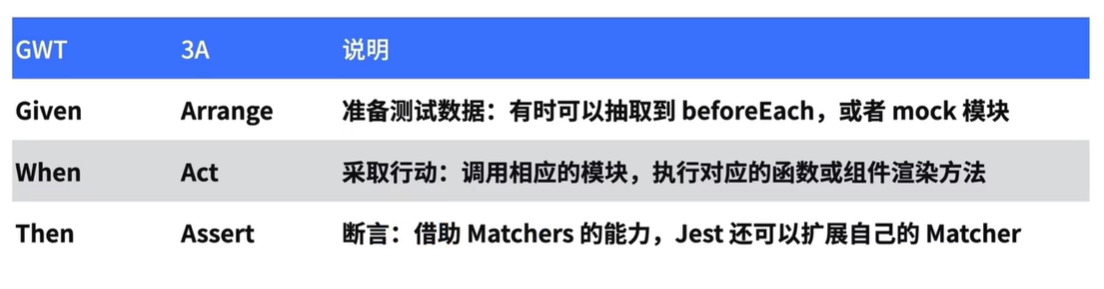 GWT 3A 说明
Given Arrange 准备测试数据：有时可以抽取到 beforeEach，或者 mock 模块
When Act 采取行动：调用相应的模块，执行对应的函数或组件渲染方法
Then Assert 断言：借助 Matchers 的能力，Jest 还可以扩展自己的 Matcher